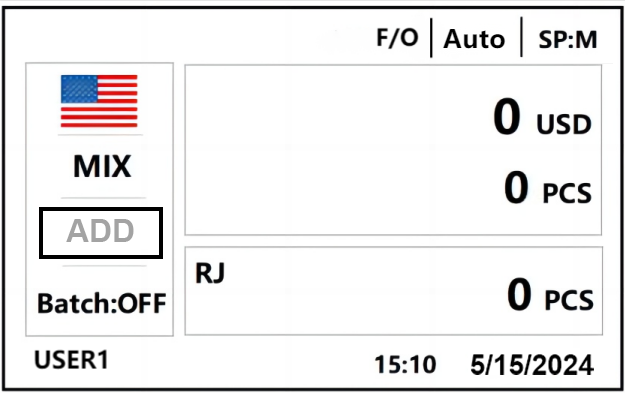 F/O | Auto | SP:M
MIX
ADD
Batch:OFF
0 USD
0 PCS
RJ
0 PCS
USER1
15:10 5/15/2024